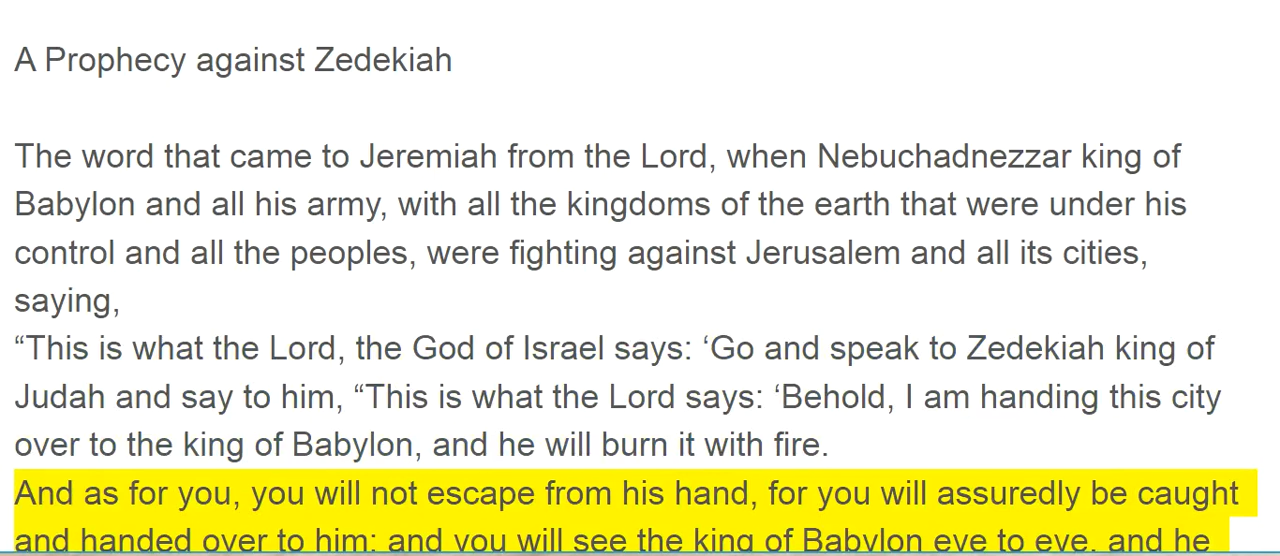 A Prophecy against Zedekiah
The word that came to Jeremiah from the Lord, when Nebuchadnezzar king of
Babylon and all his army, with all the kingdoms of the earth that were under his
control and all the peoples, were fighting against Jerusalem and all its cities,
saying,
“This is what the Lord, the God of Israel says: ‘Go and speak to Zedekiah king of
Judah and say to him, “This is what the Lord says: ‘Behold, I am handing this city
over to the king of Babylon, and he will burn it with fire.
And as for you, you will not escape from his hand, for you will assuredly be caught
and handed over to him; and you will see the king of Babylon eye to eye, and he